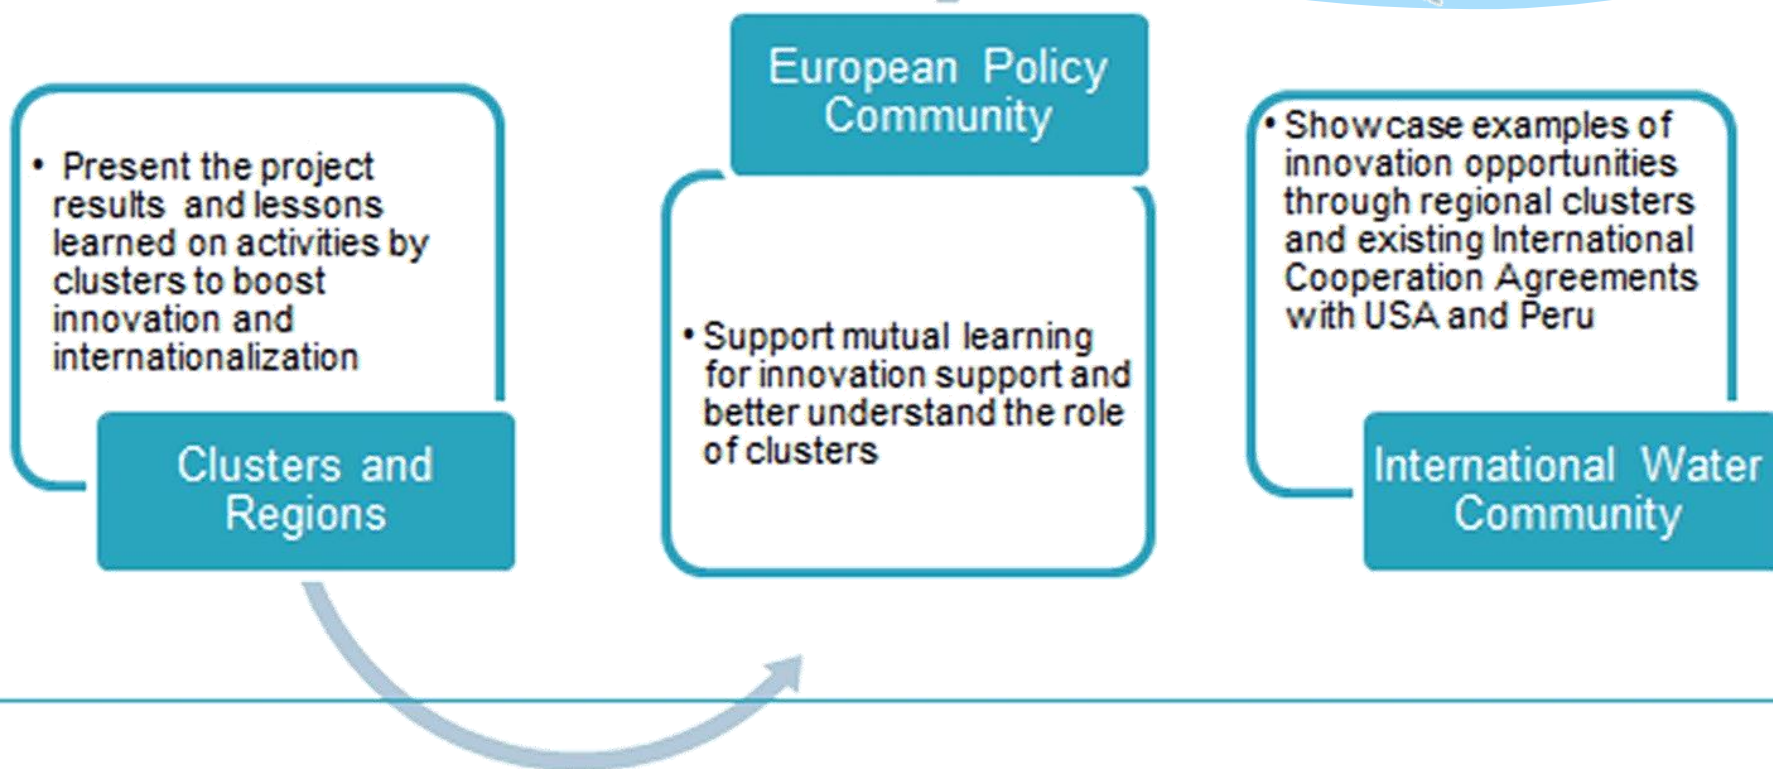 • Present the project
results and lessons
learned on activities by
clusters to boost
innovation and
internationalization
Clusters and
Regions
European Policy
Community
• Support mutual learning
for innovation support and
better understand the role
of clusters
• Showcase examples of
innovation opportunities
through regional clusters
and existing International
Cooperation Agreements
with USA and Peru
International Water
Community